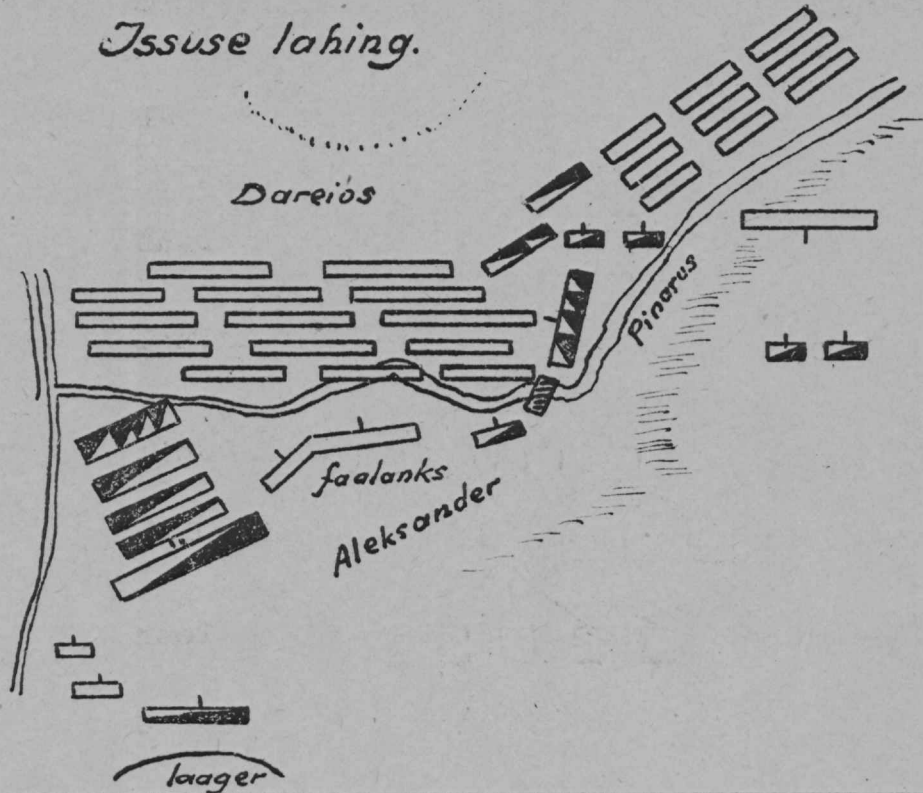 Issuse lahing.
Dareios
Pinarus
faalanks
Aleksander
laager